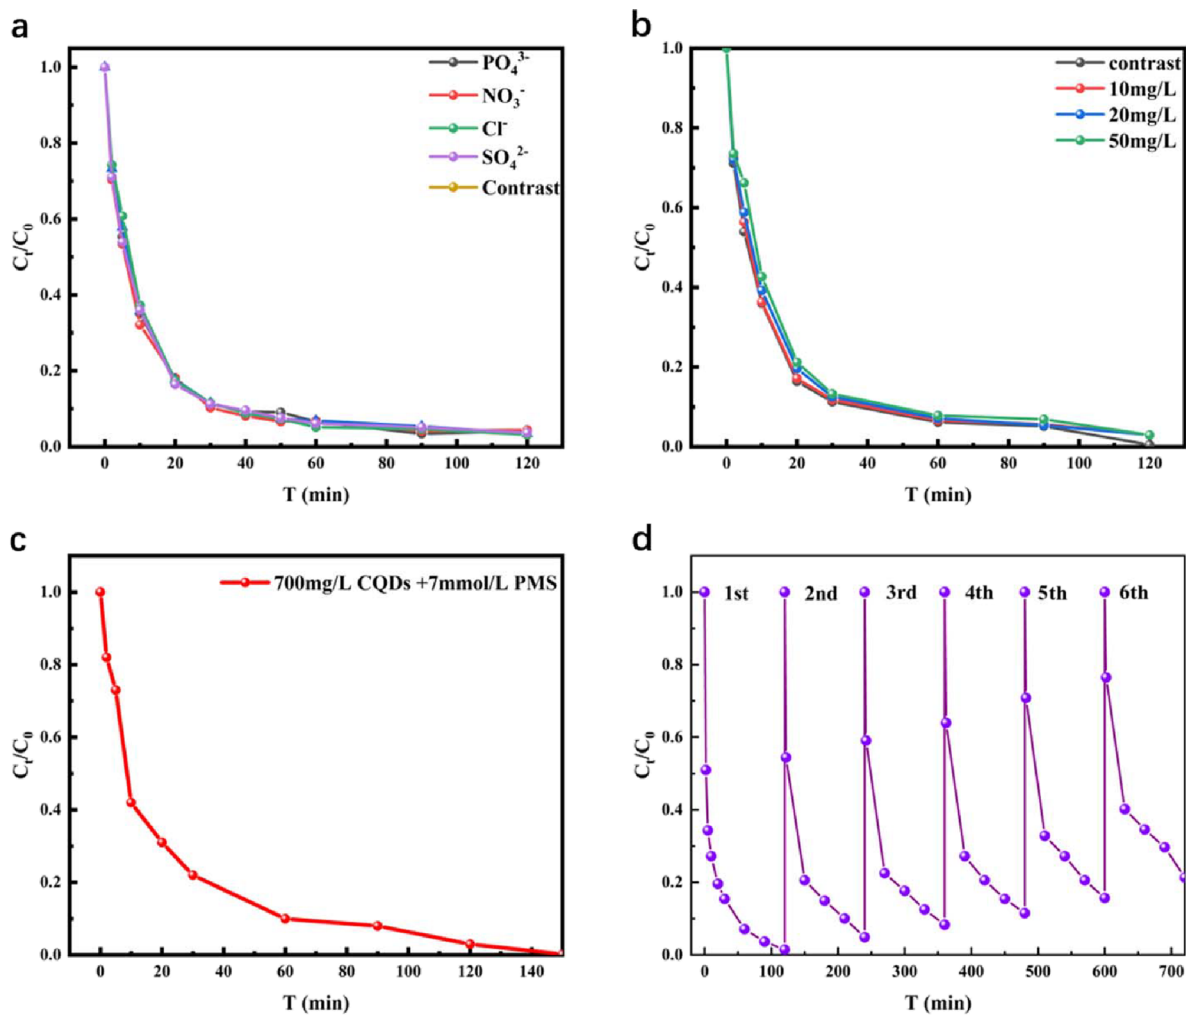 a
PO₄³⁻
NO₃⁻
Cl⁻
SO₄²⁻
Contrast
1.0
0.8
0.6
0.4
0.2
0.0
Cₜ/C₀
0 20 40 60 80 100 120
T (min)
b
contrast
10mg/L
20mg/L
50mg/L
1.0
0.8
0.6
0.4
0.2
0.0
Cₜ/C₀
0 20 40 60 80 100 120
T (min)
c
700mg/L CQDs +7mmol/L PMS
1.0
0.8
0.6
0.4
0.2
0.0
Cₜ/C₀
0 20 40 60 80 100 120 140
T (min)
d
1st 2nd 3rd 4th 5th 6th
1.0
0.8
0.6
0.4
0.2
0.0
Cₜ/C₀
0 100 200 300 400 500 600 700
T (min)